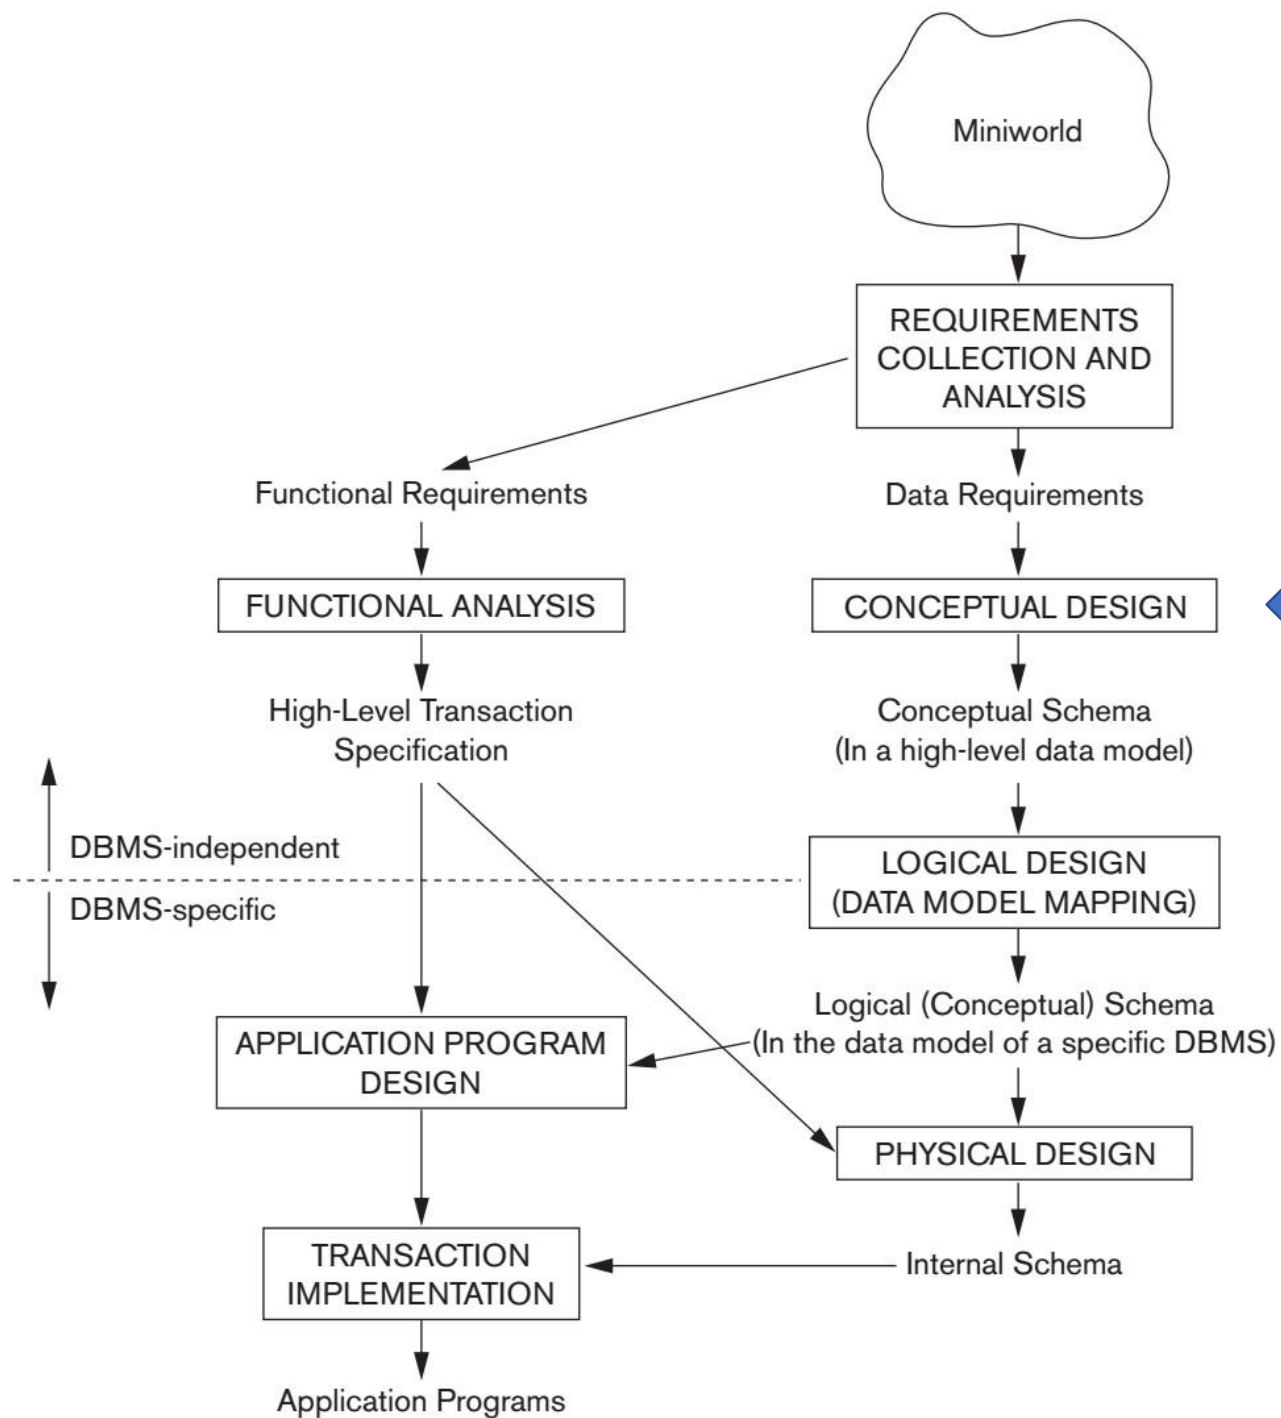 Miniworld
REQUIREMENTS
COLLECTION AND
ANALYSIS
Functional Requirements
Data Requirements
FUNCTIONAL ANALYSIS
CONCEPTUAL DESIGN
High-Level Transaction
Specification
Conceptual Schema
(In a high-level data model)
DBMS-independent
DBMS-specific
LOGICAL DESIGN
(DATA MODEL MAPPING)
Logical (Conceptual) Schema
(In the data model of a specific DBMS)
APPLICATION PROGRAM
DESIGN
PHYSICAL DESIGN
TRANSACTION
IMPLEMENTATION
Internal Schema
Application Programs